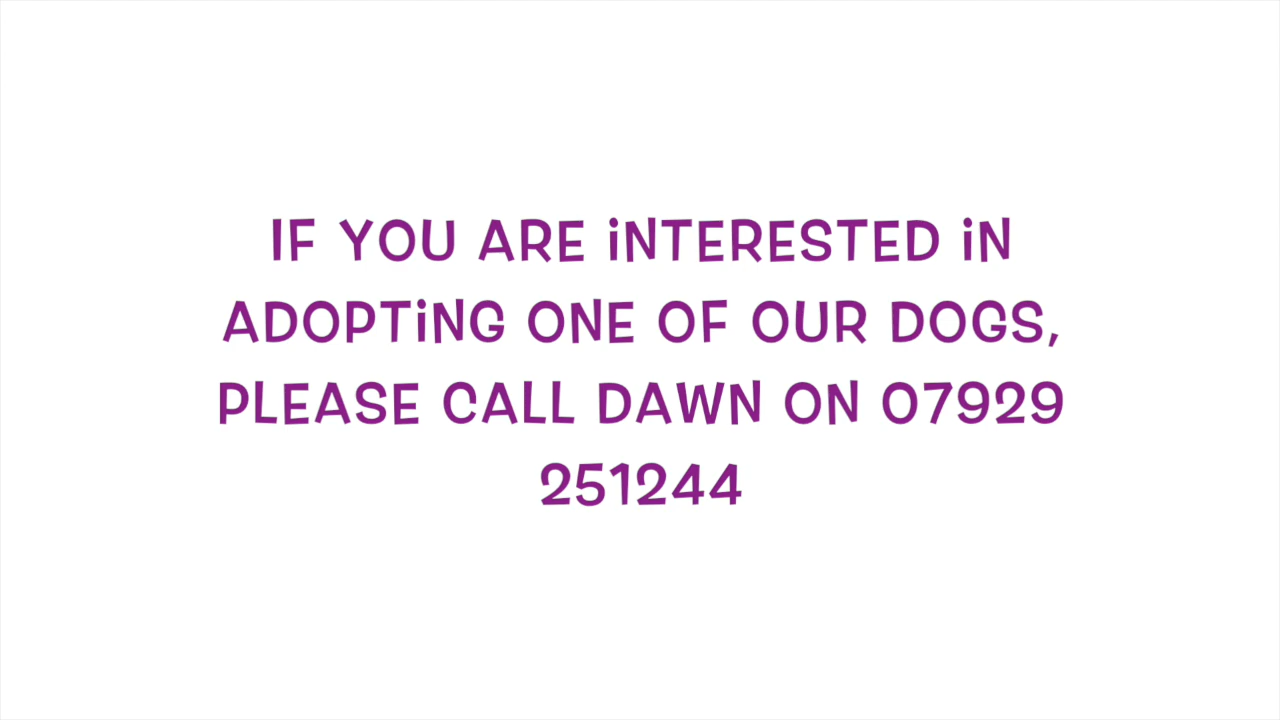 IF YOU ARE iNTERESTED iN
ADOPTiNG ONE OF OUR DOGS,
PLEASE CALL DAWN ON 07929
251244